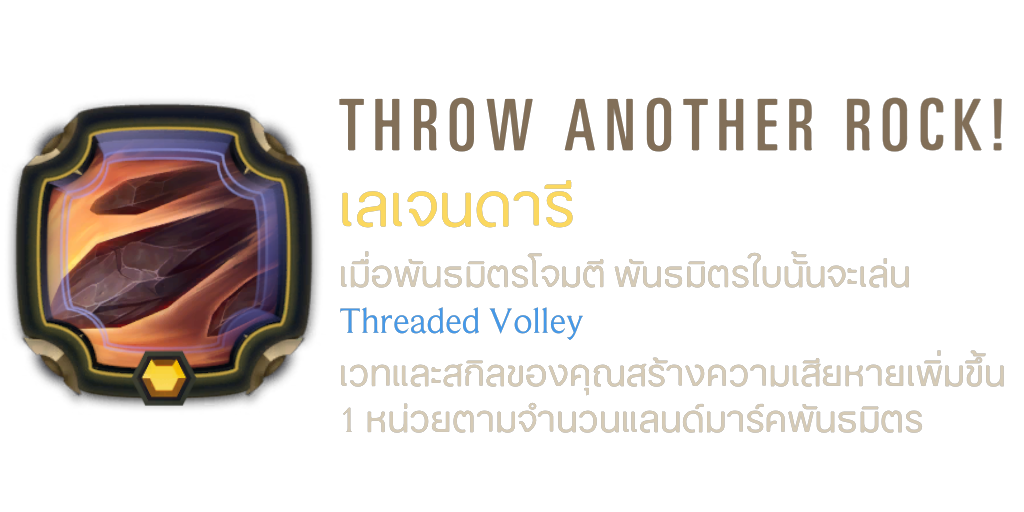 THROW ANOTHER ROCK!
เลเจนดารี
เมื่อพันธมิตรโจมตี พันธมิตรใบนั้นจะเล่น
Threaded Volley
เวทและสกิลของคุณสร้างความเสียหายเพิ่มขึ้น
1 หน่วยตามจำนวนแลนด์มาร์คพันธมิตร